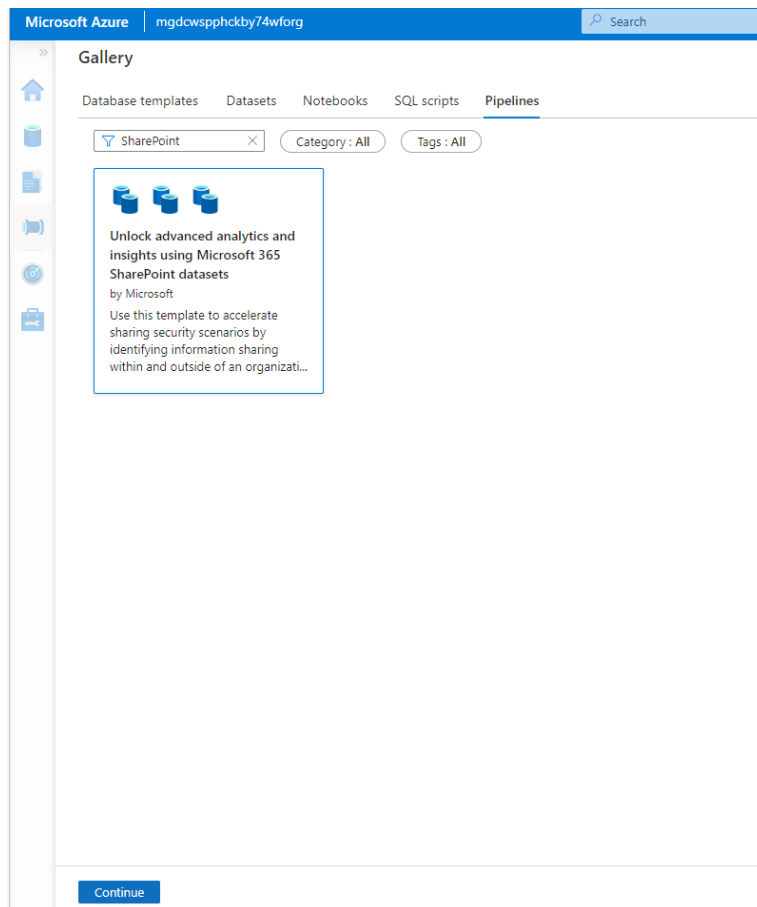 Microsoft Azure mgdcwspphckby74wforg Search
Gallery
Database templates Datasets Notebooks SQL scripts Pipelines
SharePoint Category : All Tags : All
Unlock advanced analytics and
insights using Microsoft 365
SharePoint datasets
by Microsoft
Use this template to accelerate
sharing security scenarios by
identifying information sharing
within and outside of an organizati...
Continue